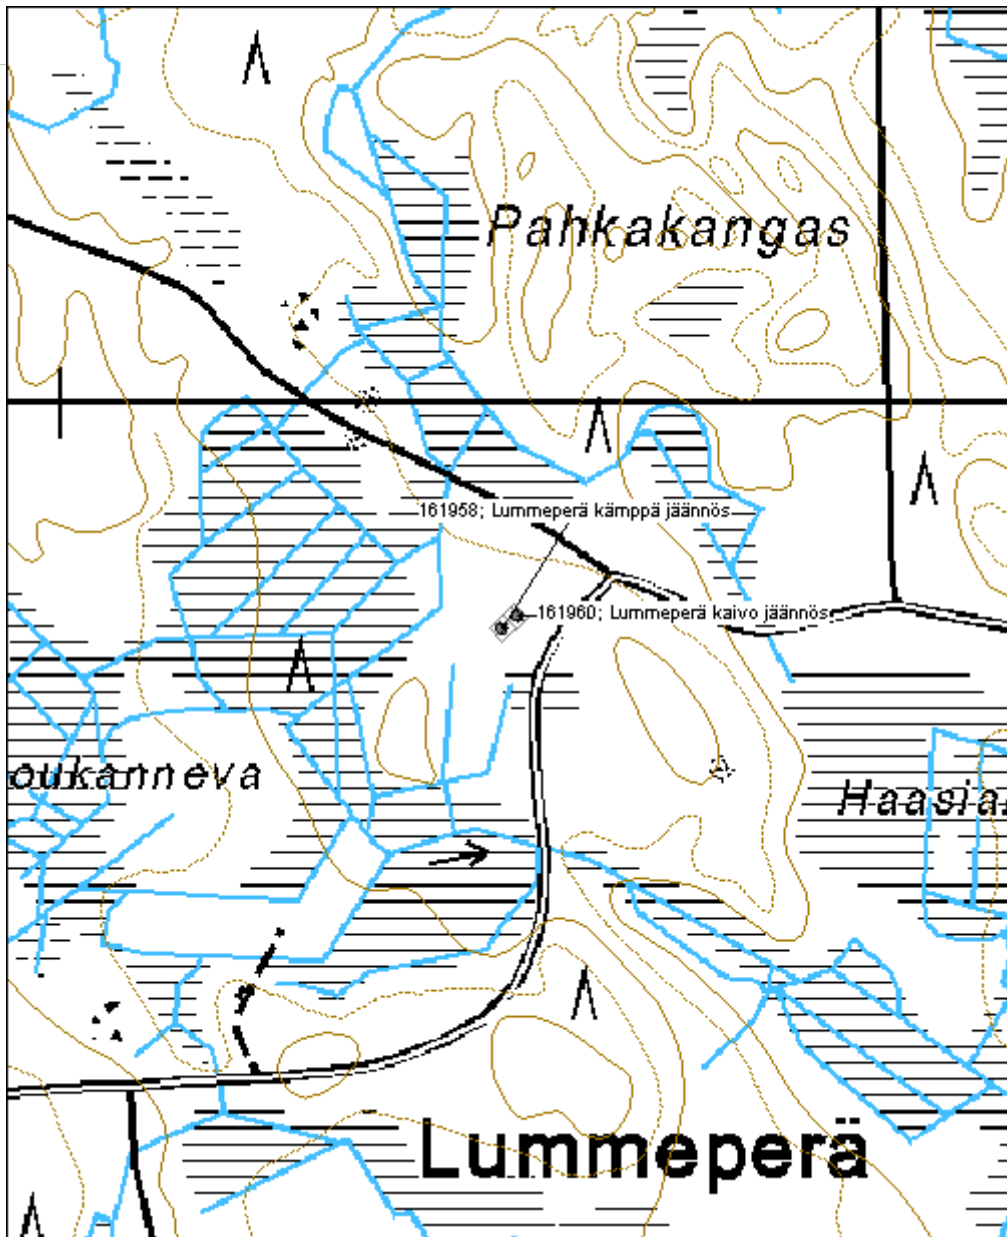 Pahkakangas
161958; Lummeperä kämppä jäännös
161960; Lummeperä kaivo jäännös
oukanneva
Haasia
Lummeperä